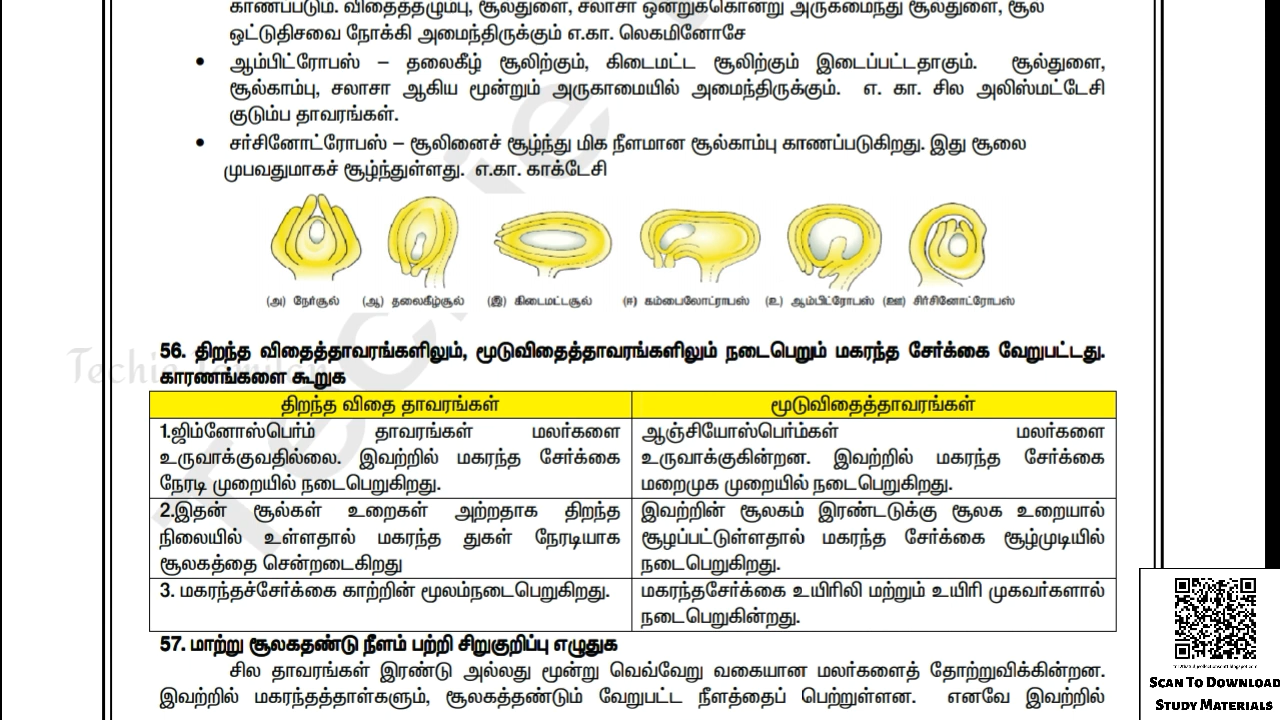 காணப்படும். விதைத்தழும்பு, சூல்துளை, சலாசா ஒன்றுக்கொன்று அருகமைந்து சூல்துளை, சூல்
ஒட்டுதிசவை நோக்கி அமைந்திருக்கும் எ.கா. லெகமினோசே
• ஆம்பிட்ரோபஸ் – தலைகீழ் சூலிற்கும், கிடைமட்ட சூலிற்கும் இடைப்பட்டதாகும். சூல்துளை,
சூல்காம்பு, சலாசா ஆகிய மூன்றும் அருகாமையில் அமைந்திருக்கும். எ. கா. சில அலிஸ்மட்டேசி
குடும்ப தாவரங்கள்.
• சர்சினோட்ரோபஸ் – சூலினைச் சூழ்ந்து மிக நீளமான சூல்காம்பு காணப்படுகிறது. இது சூலை
முபவதுமாகச் சூழ்ந்துள்ளது. எ.கா. காக்டேசி
(அ) நேர்சூல் (ஆ) தலைகீழ்சூல் (இ) கிடைமட்டசூல் (ஈ) கம்பைலோட்ராபஸ் (உ) ஆம்பிட்ரோபஸ் (ஊ) சிர்சினோட்ரோபஸ்
56. திறந்த விதைத்தாவரங்களிலும், மூடுவிதைத்தாவரங்களிலும் நடைபெறும் மகரந்த சேர்க்கை வேறுபட்டது.
காரணங்களை கூறுக
திறந்த விதை தாவரங்கள்
மூடுவிதைத்தாவரங்கள்
1.ஜிம்னோஸ்பெர்ம் தாவரங்கள் மலர்களை
உருவாக்குவதில்லை. இவற்றில் மகரந்த சேர்க்கை
நேரடி முறையில் நடைபெறுகிறது.
ஆஞ்சியோஸ்பெர்ம்கள் மலர்களை
உருவாக்குகின்றன. இவற்றில் மகரந்த சேர்க்கை
மறைமுக முறையில் நடைபெறுகிறது.
2.இதன் சூல்கள் உறைகள் அற்றதாக திறந்த
நிலையில் உள்ளதால் மகரந்த துகள் நேரடியாக
சூலகத்தை சென்றடைகிறது
இவற்றின் சூலகம் இரண்டடுக்கு சூலக உறையால்
சூழப்பட்டுள்ளதால் மகரந்த சேர்க்கை சூழ்முடியில்
நடைபெறுகிறது.
3. மகரந்தச்சேர்க்கை காற்றின் மூலம்நடைபெறுகிறது.
மகரந்தசேர்க்கை உயிரிலி மற்றும் உயிரி முகவர்களால்
நடைபெறுகின்றது.
57. மாற்று சூலகதண்டு நீளம் பற்றி சிறுகுறிப்பு எழுதுக
சில தாவரங்கள் இரண்டு அல்லது மூன்று வெவ்வேறு வகையான மலர்களைத் தோற்றுவிக்கின்றன.
இவற்றில் மகரந்தத்தாள்களும், சூலகத்தண்டும் வேறுபட்ட நீளத்தைப் பெற்றுள்ளன. எனவே இவற்றில்
SCAN TO DOWNLOAD
STUDY MATERIALS